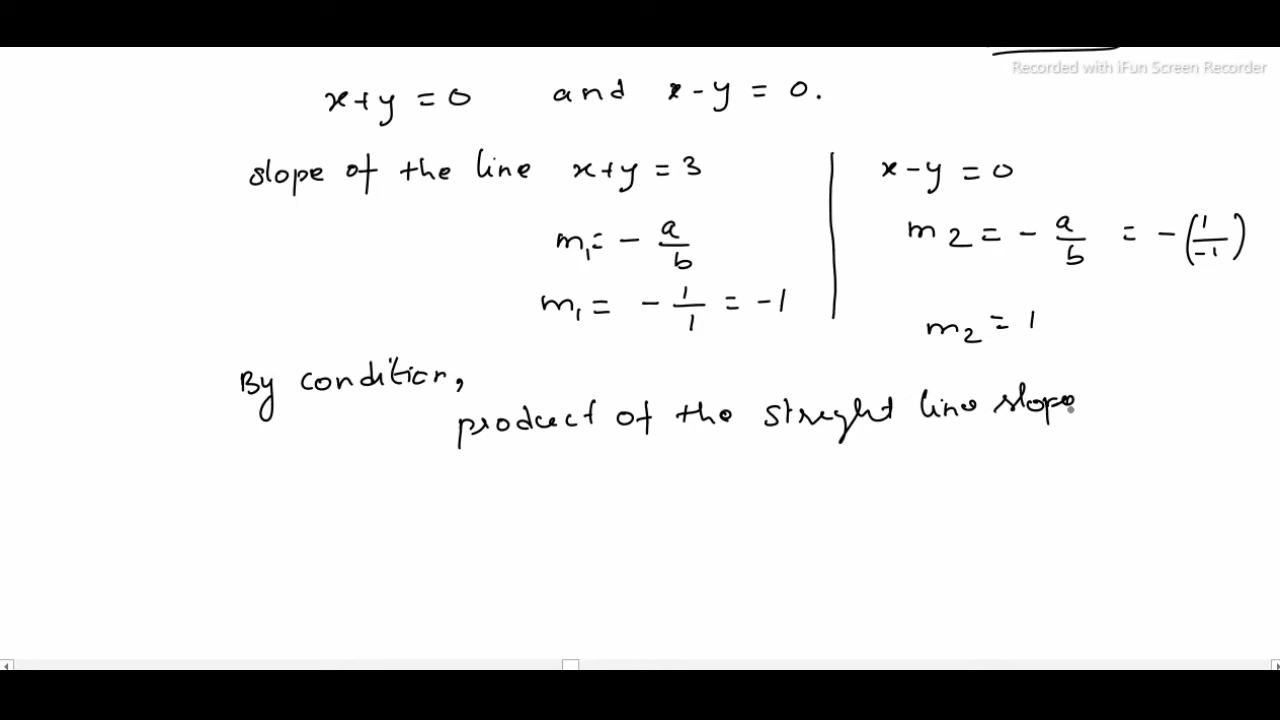 Recorded with iFun Screen Recorder
x+y = 0 and x-y = 0.
slope of the line x+y = 3
m₁ = - a/b
m₁ = - 1/1 = -1
x-y = 0
m2 = - a/b = -(1/-1)
m2 = 1
By condition,
product of the streght line slope